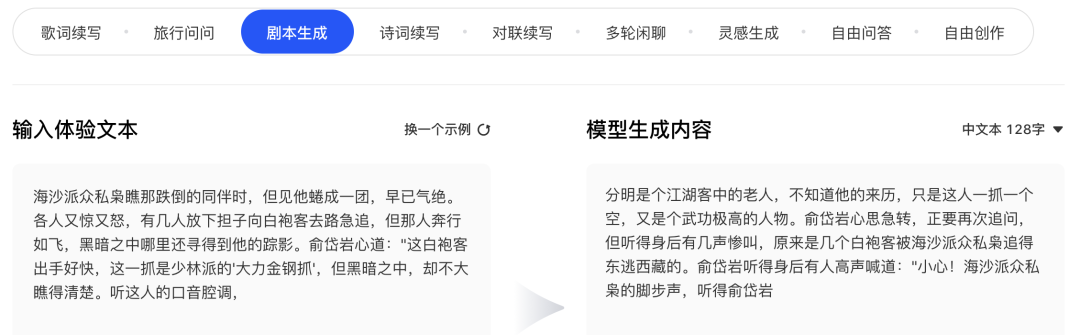 歌词续写 旅行问问 剧本生成 诗词续写 对联续写 多轮闲聊 灵感生成 自由问答 自由创作
输入体验文本 换一个示例
海沙派众私枭瞧那跌倒的同伴时，但见他蜷成一团，早已气绝。
各人又惊又怒，有几人放下担子向白袍客去路急追，但那人奔行
如飞，黑暗之中哪里还寻得到他的踪影。俞岱岩心道："这白袍客
出手好快，这一抓是少林派的'大力金钢抓'，但黑暗之中，却不大
瞧得清楚。听这人的口音腔调，
模型生成内容 中文本 128字
分明是个江湖客中的老人，不知道他的来历，只是这人一抓一个
空，又是个武功极高的人物。俞岱岩心思急转，正要再次追问，
但听得身后有几声惨叫，原来是几个白袍客被海沙派众私枭追得
东逃西藏的。俞岱岩听得身后有人高声喊道："小心！海沙派众私
枭的脚步声，听得俞岱岩